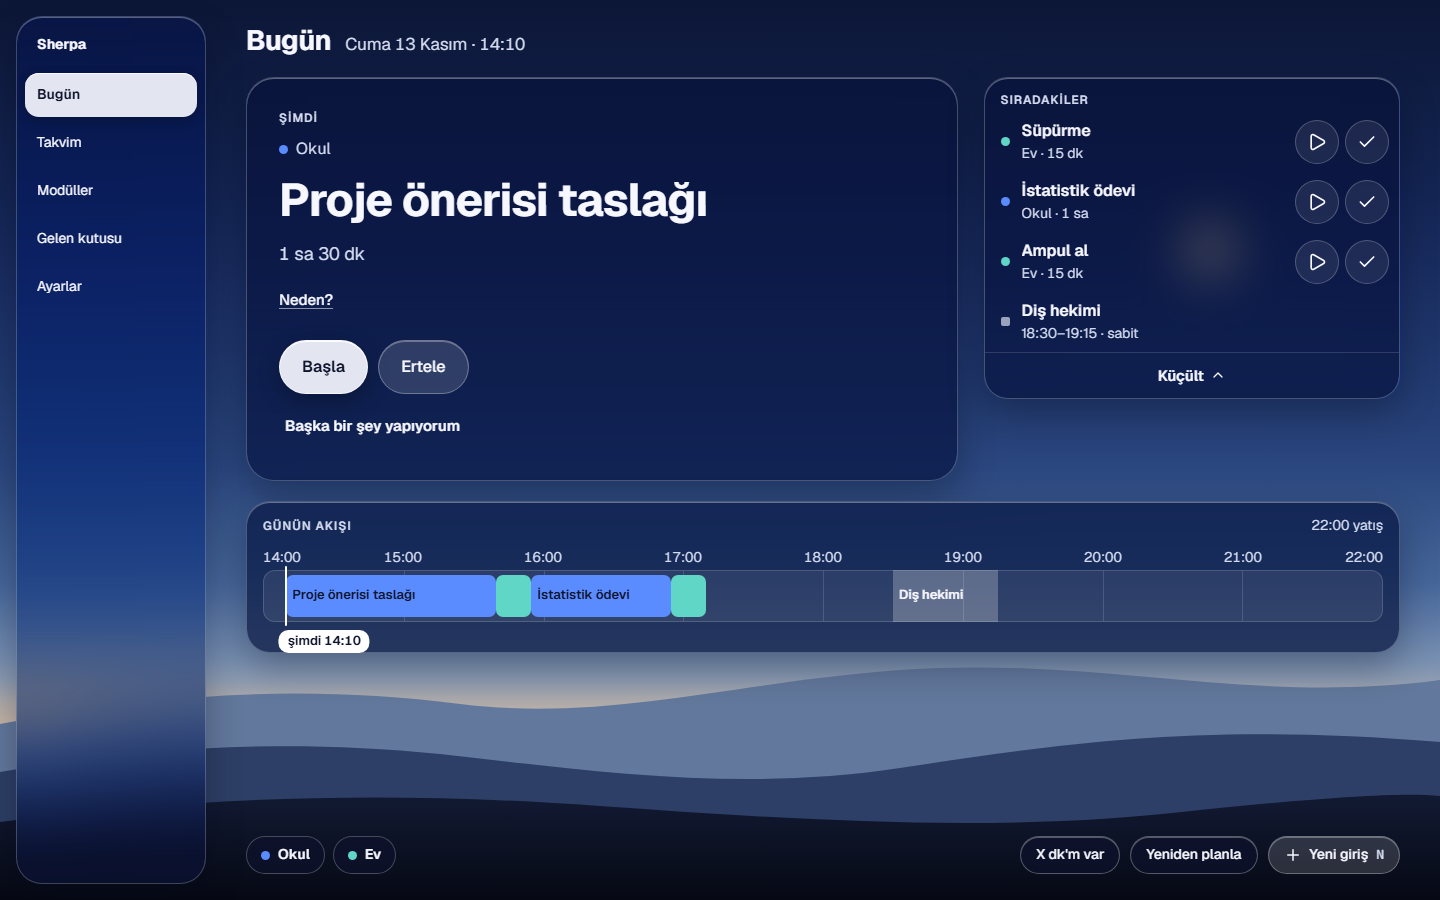 Sherpa
Bugün
Takvim
Modüller
Gelen kutusu
Ayarlar
Bugün Cuma 13 Kasım · 14:10
ŞİMDİ
Okul
Proje önerisi taslağı
1 sa 30 dk
Neden?
Başla Ertele
Başka bir şey yapıyorum
SIRADAKİLER
Süpürme
Ev · 15 dk
İstatistik ödevi
Okul · 1 sa
Ampul al
Ev · 15 dk
Diş hekimi
18:30–19:15 · sabit
Küçült
GÜNÜN AKIŞI 22:00 yatış
14:00 15:00 16:00 17:00 18:00 19:00 20:00 21:00 22:00
Proje önerisi taslağı İstatistik ödevi Diş hekimi
şimdi 14:10
Okul Ev X dk'm var Yeniden planla Yeni giriş N